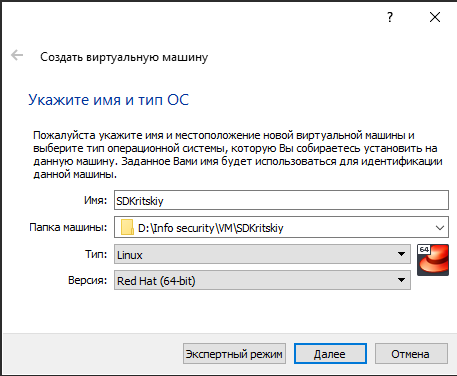 Создать виртуальную машину
Укажите имя и тип ОС
Пожалуйста укажите имя и местоположение новой виртуальной машины и
выберите тип операционной системы, которую Вы собираетесь установить на
данную машину. Заданное Вами имя будет использоваться для идентификации
данной машины.
Имя: SDKritskiy
Папка машины: D:\Info security\VM\SDKritskiy
Тип: Linux
64
Версия: Red Hat (64-bit)
Экспертный режим Далее Отмена